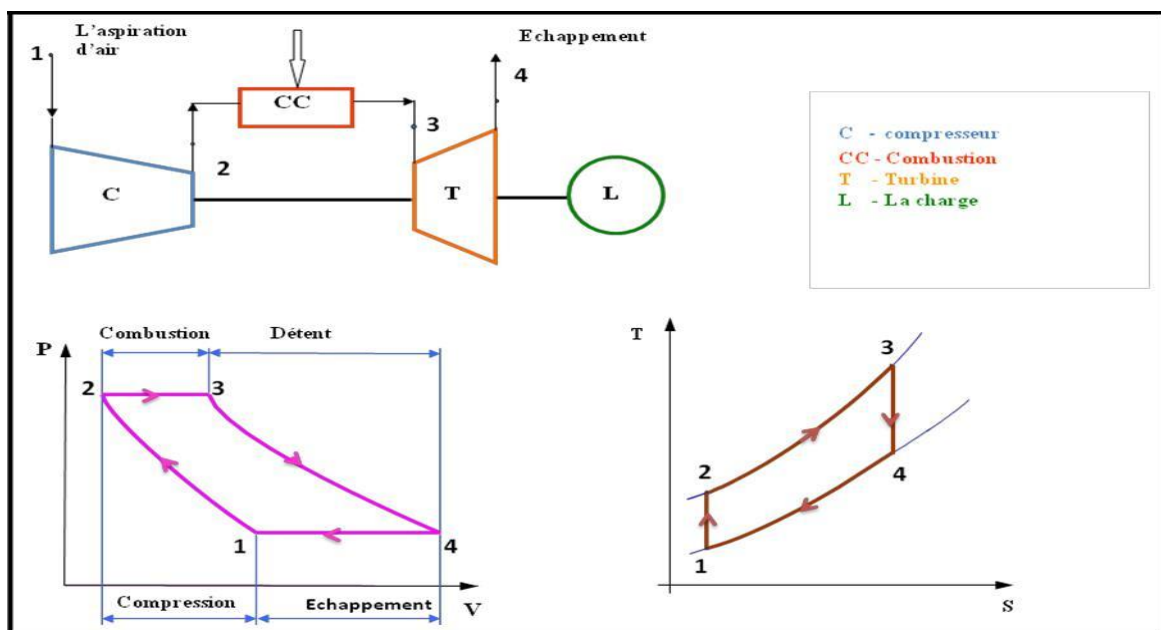 L'aspiration
d'air
1
Echappement
4
CC
3
2
C
T
L
C - compresseur
CC - Combustion
T - Turbine
L - La charge
Combustion
Détent
P
2
3
1
4
Compression
Echappement
V
T
3
2
4
1
S